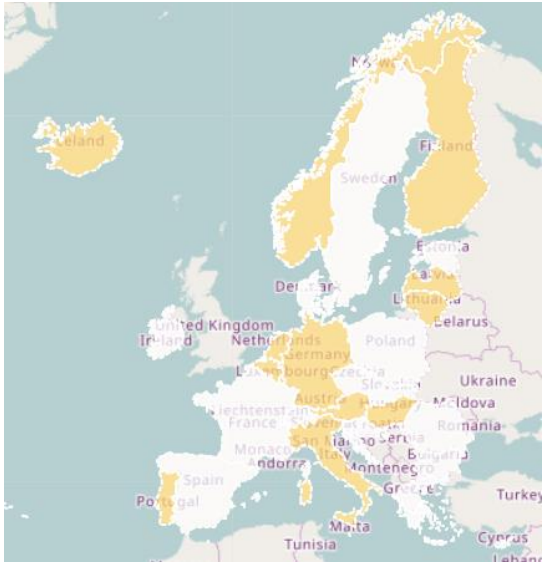 Norway
Iceland
Finland
Sweden
Estonia
Latvia
Denmark
Lithuania
United Kingdom
Belarus
Ireland
Netherlands
Poland
Germany
Luxembourg
Czechia
Slovakia
Ukraine
Austria
Hungary
Moldova
Liechtenstein
Slovenia
Croatia
Romania
France
San Marino
Serbia
Monaco
Italy
Bulgaria
Andorra
Montenegro
Spain
Greece
Portugal
Turkey
Malta
Cyprus
Tunisia
Leban